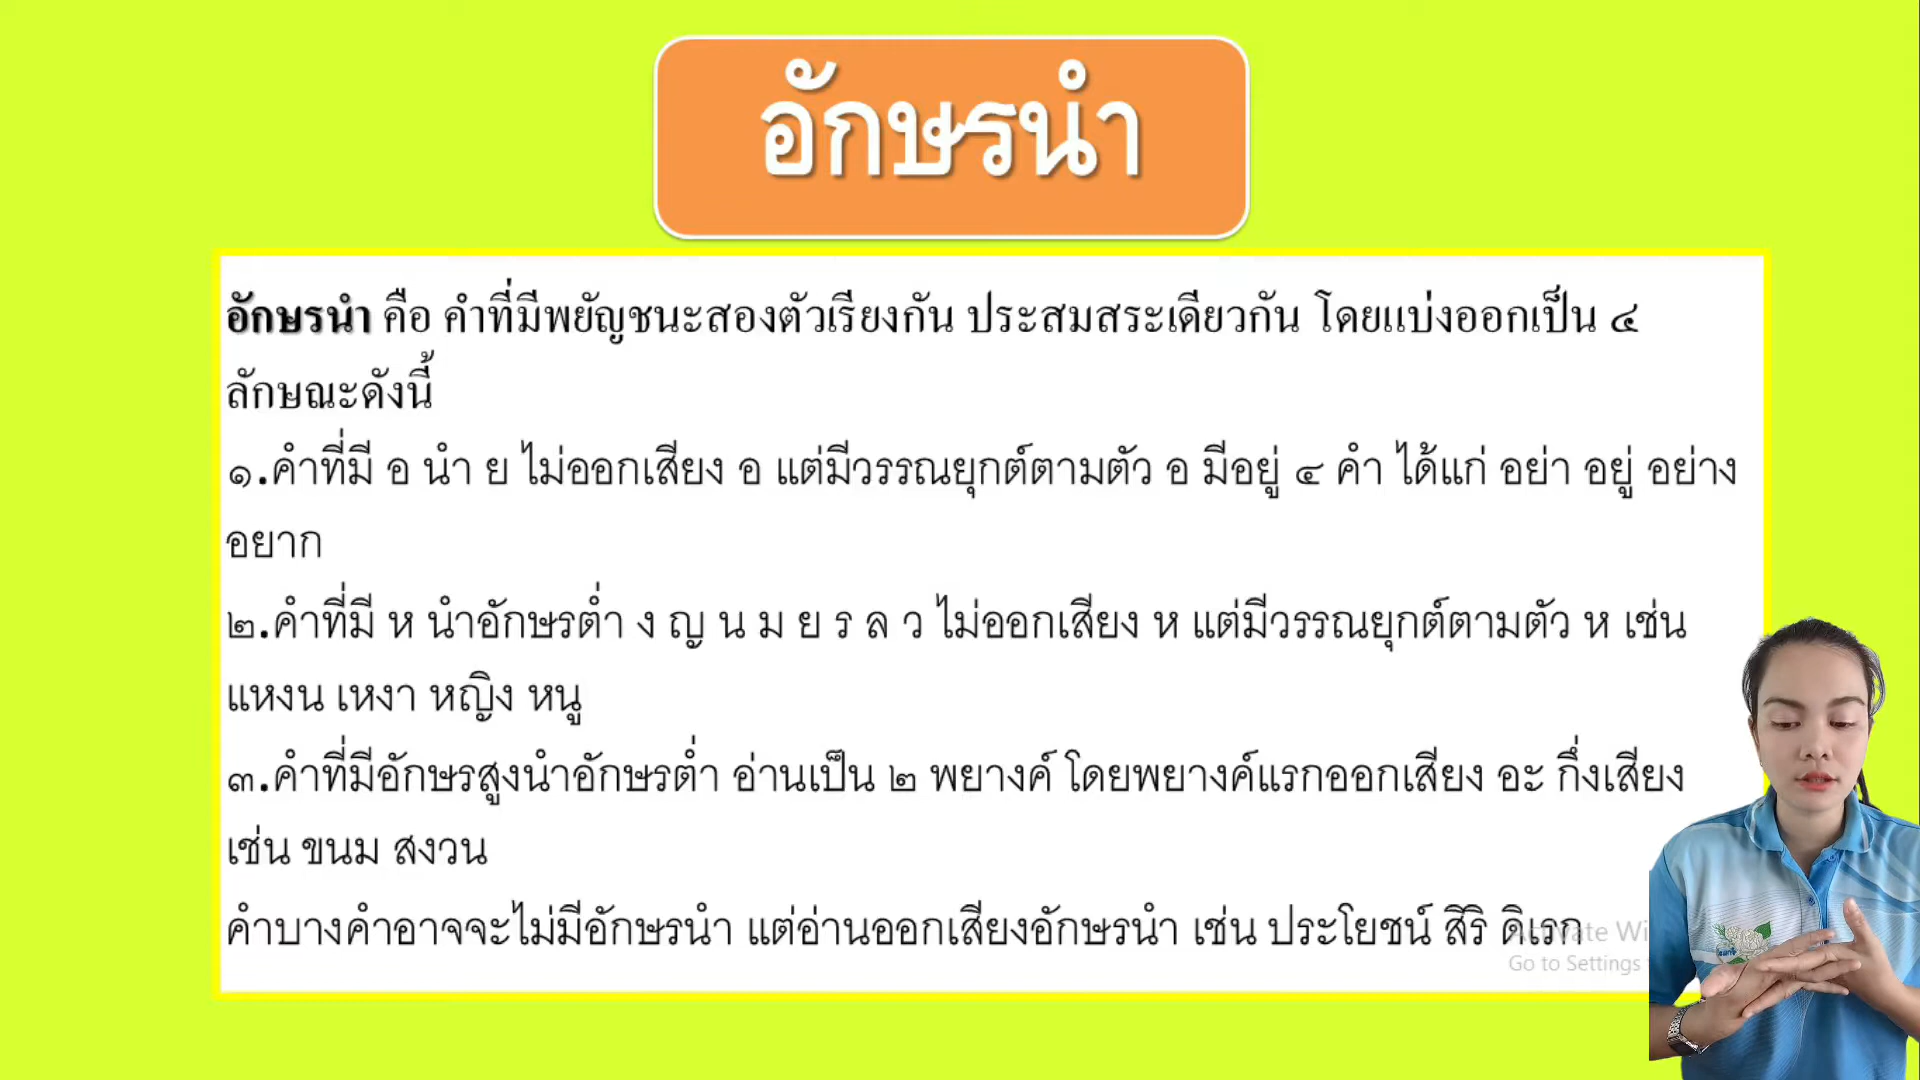 อักษรนำ
อักษรนำ คือ คำที่มีพยัญชนะสองตัวเรียงกัน ประสมสระเดียวกัน โดยแบ่งออกเป็น ๔
ลักษณะดังนี้
๑.คำที่มี อ นำ ย ไม่ออกเสียง อ แต่มีวรรณยุกต์ตามตัว อ มีอยู่ ๔ คำ ได้แก่ อย่า อยู่ อย่าง
อยาก
๒.คำที่มี ห นำอักษรต่ำ ง ญ น ม ย ร ล ว ไม่ออกเสียง ห แต่มีวรรณยุกต์ตามตัว ห เช่น
แหงน เหงา หญิง หนู
๓.คำที่มีอักษรสูงนำอักษรต่ำ อ่านเป็น ๒ พยางค์ โดยพยางค์แรกออกเสียง อะ กึ่งเสียง
เช่น ขนม สงวน
คำบางคำอาจจะไม่มีอักษรนำ แต่อ่านออกเสียงอักษรนำ เช่น ประโยชน์ สิริ ดิเรก
Activate Wi
Go to Settings